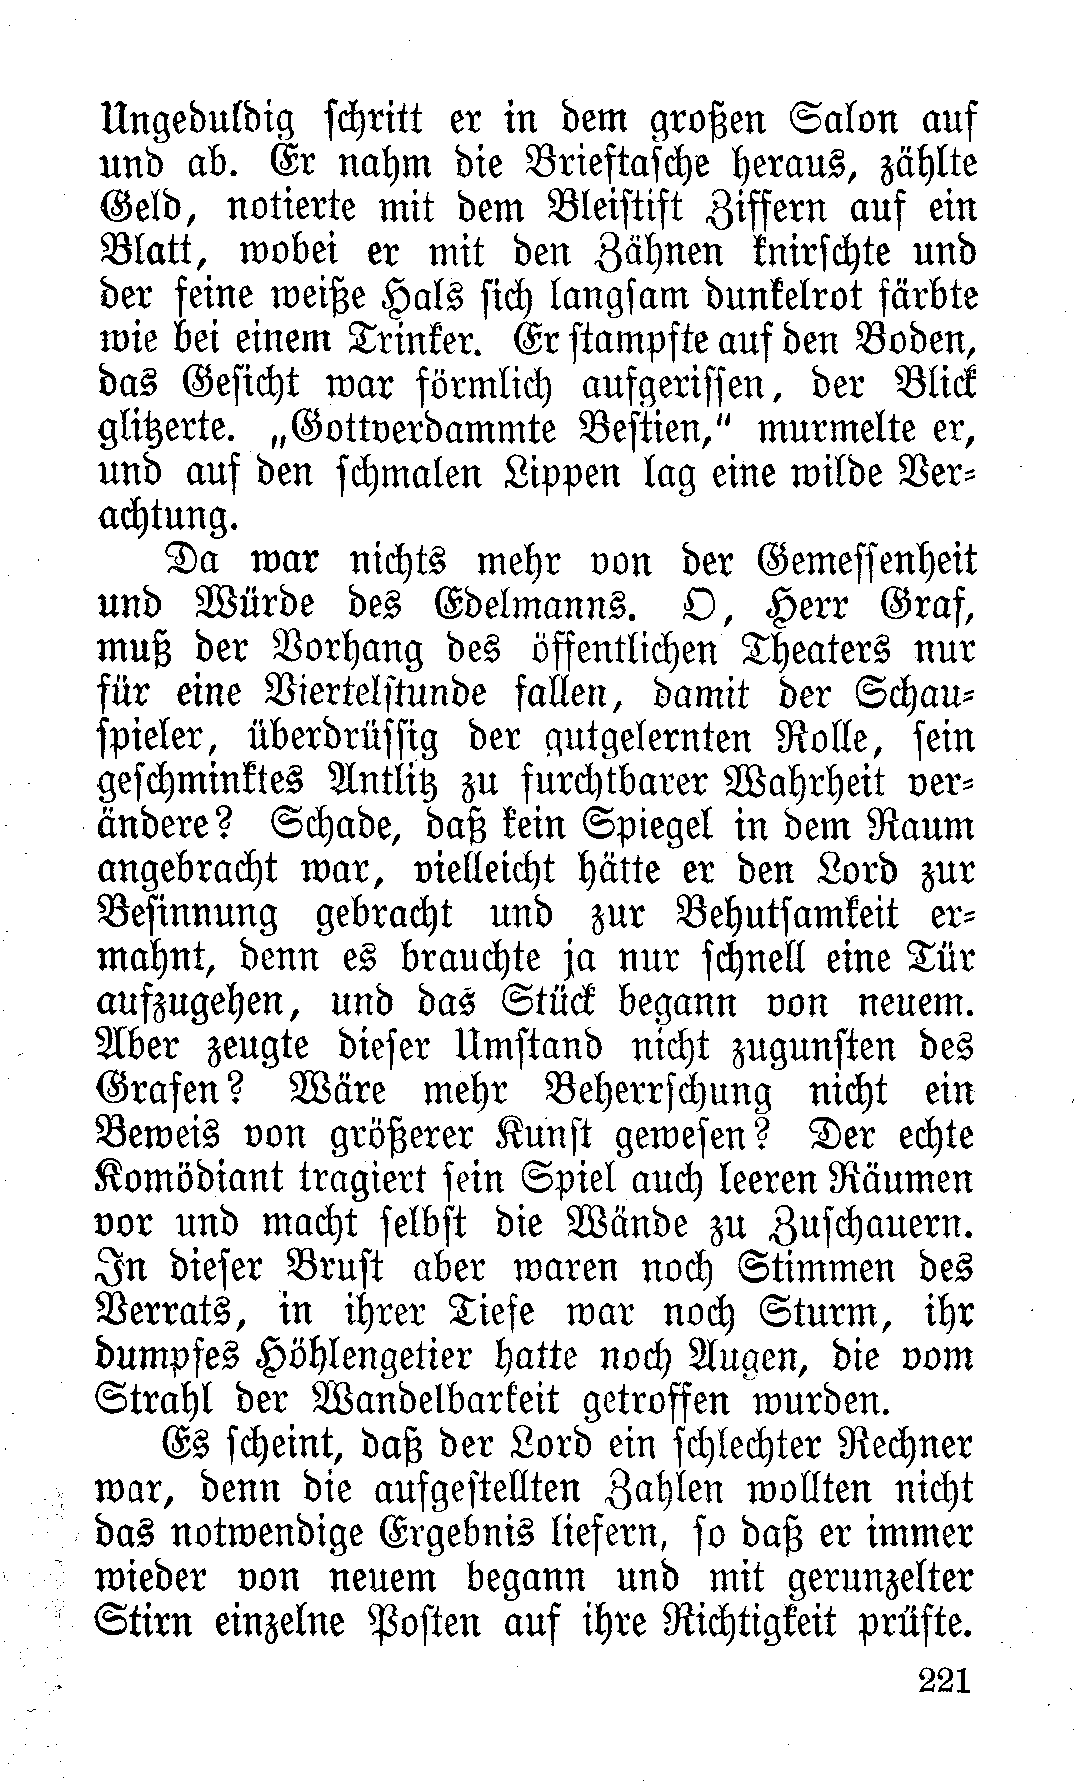 Ungeduldig schritt er in dem großen Salon auf
und ab. Er nahm die Brieftasche heraus, zählte
Geld, notierte mit dem Bleistift Ziffern auf ein
Blatt, wobei er mit den Zähnen knirschte und
der feine weiße Hals sich langsam dunkelrot färbte
wie bei einem Trinker. Er stampfte auf den Boden,
das Gesicht war förmlich aufgerissen, der Blick
glitzerte. „Gottverdammte Bestien,“ murmelte er,
und auf den schmalen Lippen lag eine wilde Ver-
achtung.
Da war nichts mehr von der Gemessenheit
und Würde des Edelmanns. O, Herr Graf,
muß der Vorhang des öffentlichen Theaters nur
für eine Viertelstunde fallen, damit der Schau-
spieler, überdrüssig der gutgelernten Rolle, sein
geschminktes Antlitz zu furchtbarer Wahrheit ver-
ändere? Schade, daß kein Spiegel in dem Raum
angebracht war, vielleicht hätte er den Lord zur
Besinnung gebracht und zur Behutsamkeit er-
mahnt, denn es brauchte ja nur schnell eine Tür
aufzugehen, und das Stück begann von neuem.
Aber zeugte dieser Umstand nicht zugunsten des
Grafen? Wäre mehr Beherrschung nicht ein
Beweis von größerer Kunst gewesen? Der echte
Komödiant tragiert sein Spiel auch leeren Räumen
vor und macht selbst die Wände zu Zuschauern.
In dieser Brust aber waren noch Stimmen des
Verrats, in ihrer Tiefe war noch Sturm, ihr
dumpfes Höhlengetier hatte noch Augen, die vom
Strahl der Wandelbarkeit getroffen wurden.
Es scheint, daß der Lord ein schlechter Rechner
war, denn die aufgestellten Zahlen wollten nicht
das notwendige Ergebnis liefern, so daß er immer
wieder von neuem begann und mit gerunzelter
Stirn einzelne Posten auf ihre Richtigkeit prüfte.
221